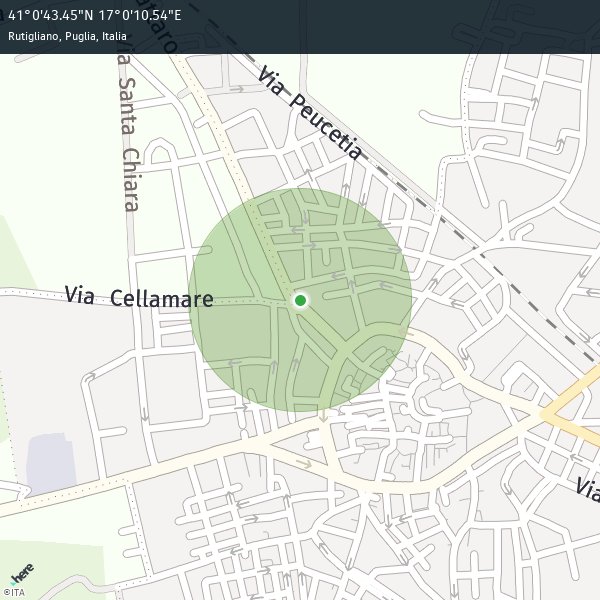 41°0'43.45"N 17°0'10.54"E
Rutigliano, Puglia, Italia
Via Santa Chiara
Via Peucetia
Via Cellamare
Via
here
©ITA